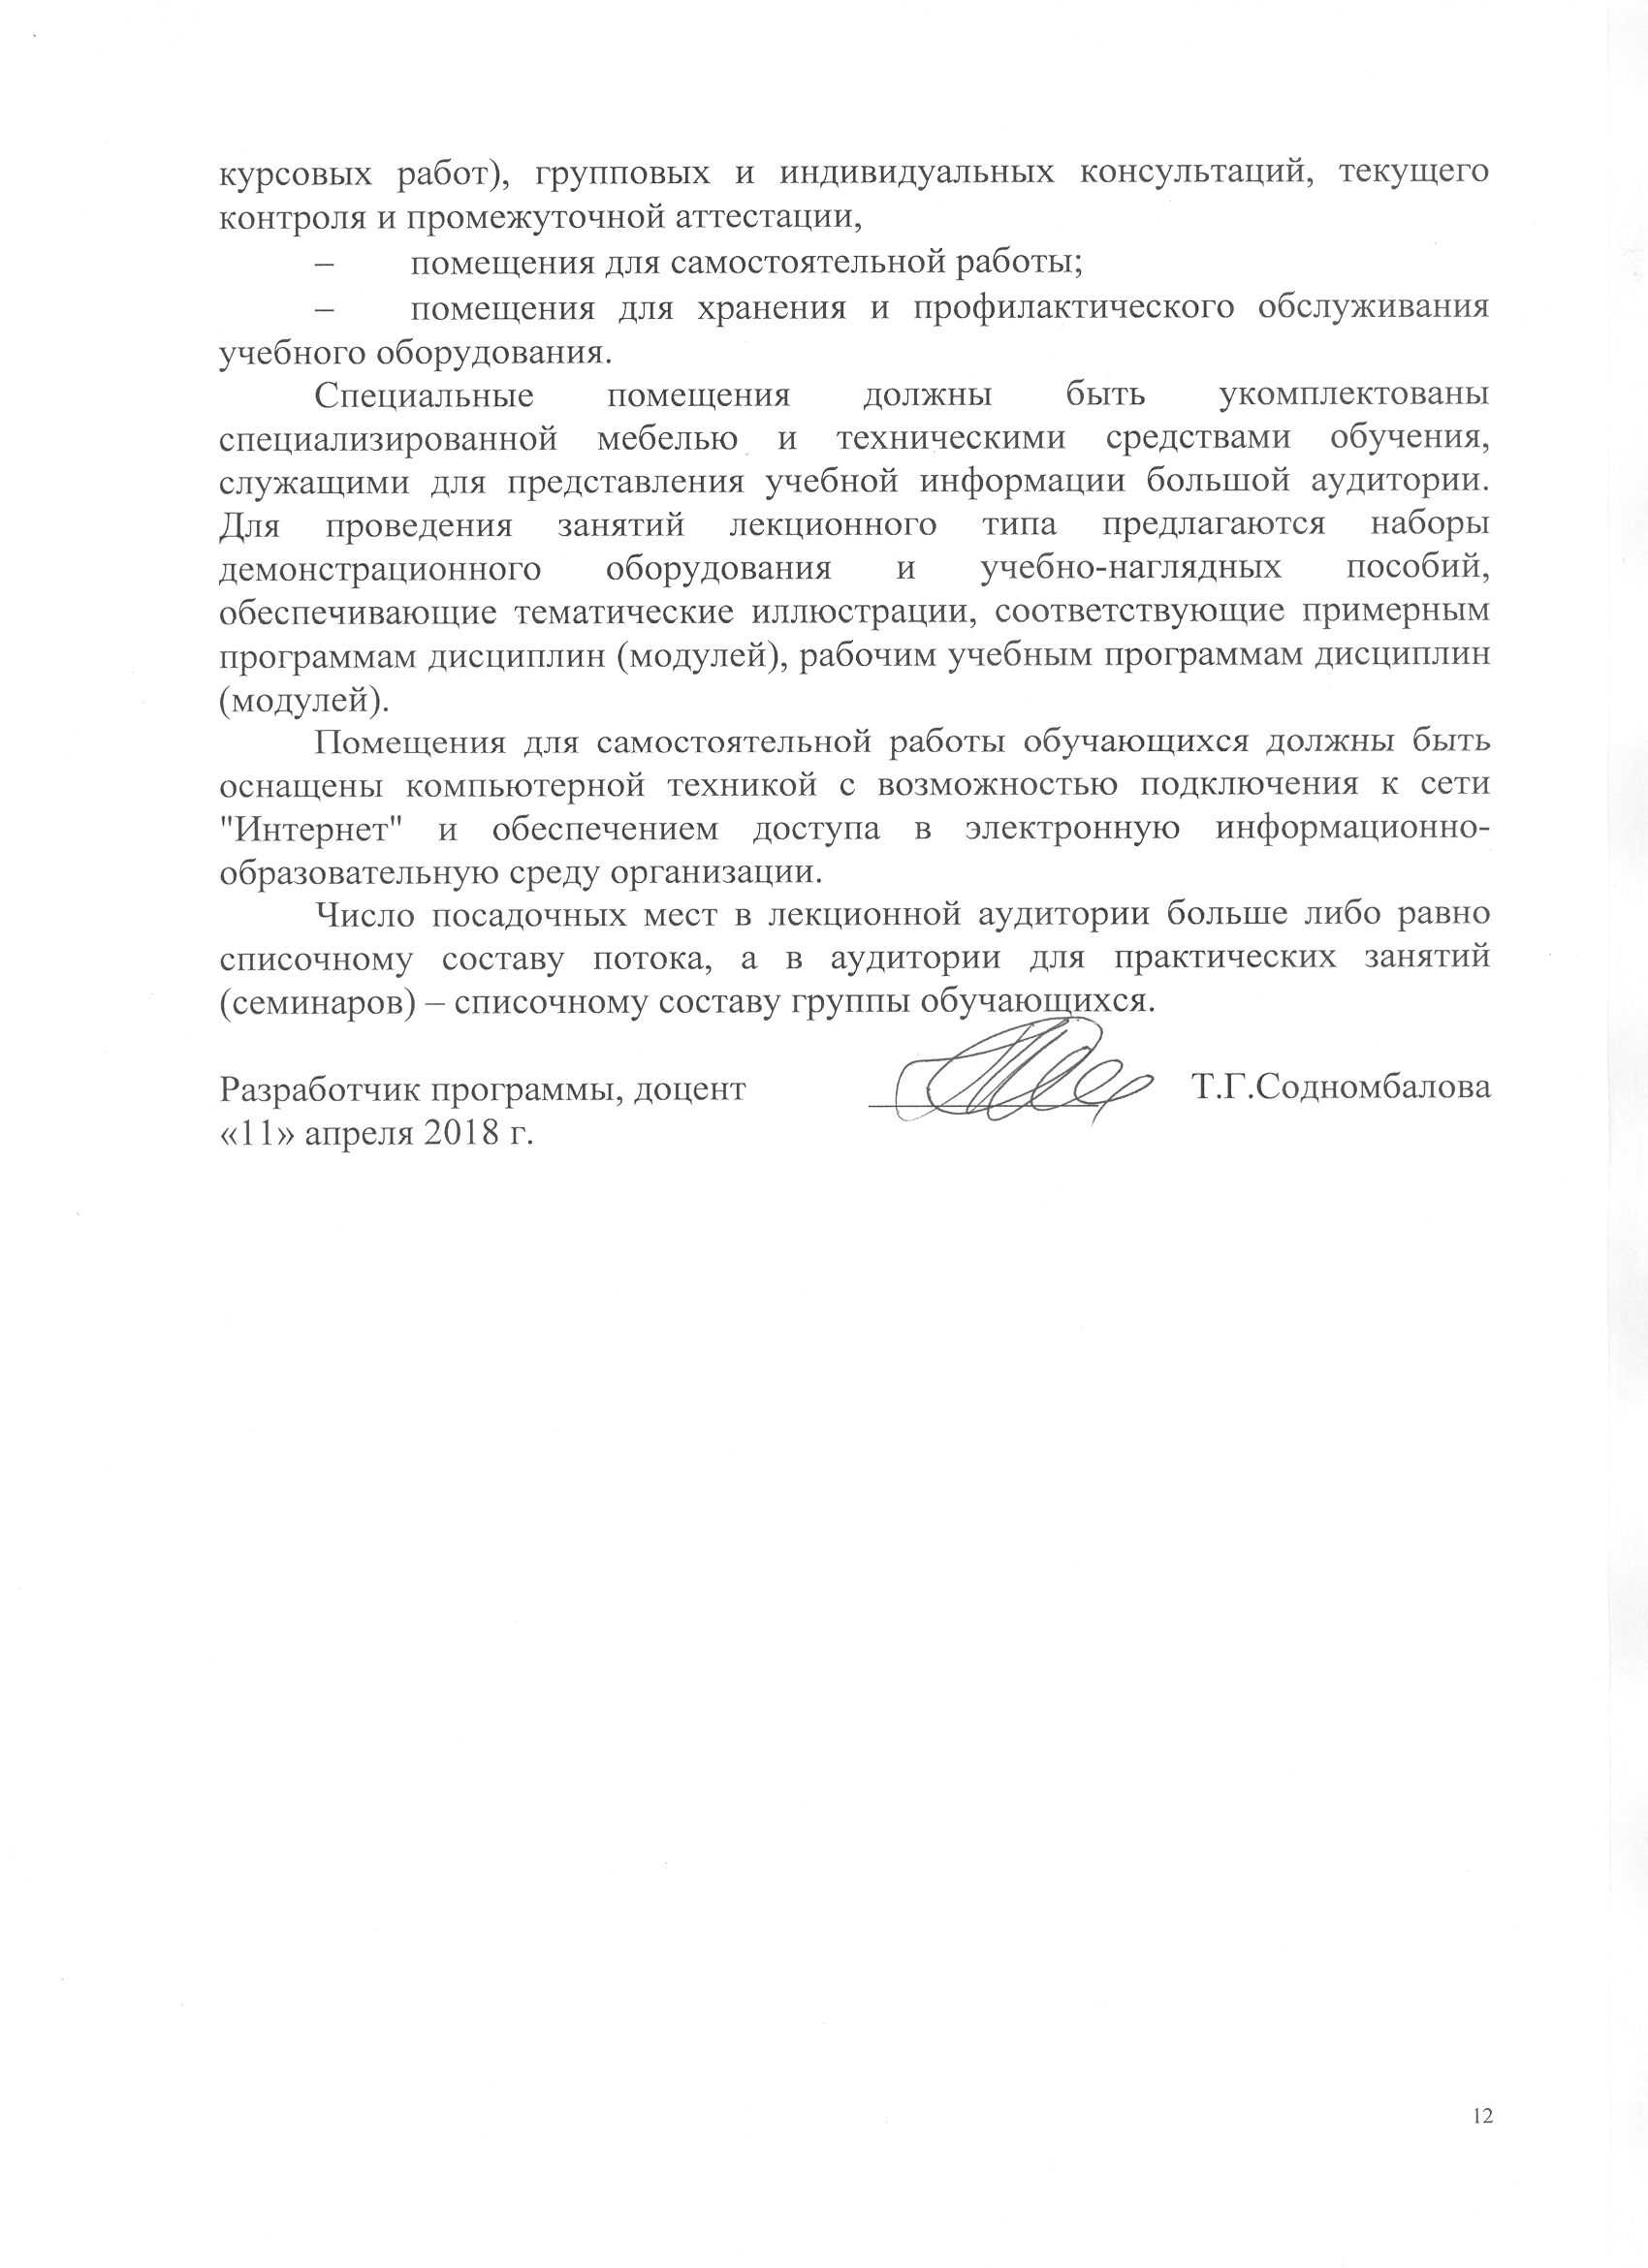 курсовых работ), групповых и индивидуальных консультаций, текущего
контроля и промежуточной аттестации,
– помещения для самостоятельной работы;
– помещения для хранения и профилактического обслуживания
учебного оборудования.
Специальные помещения должны быть укомплектованы
специализированной мебелью и техническими средствами обучения,
служащими для представления учебной информации большой аудитории.
Для проведения занятий лекционного типа предлагаются наборы
демонстрационного оборудования и учебно-наглядных пособий,
обеспечивающие тематические иллюстрации, соответствующие примерным
программам дисциплин (модулей), рабочим учебным программам дисциплин
(модулей).
Помещения для самостоятельной работы обучающихся должны быть
оснащены компьютерной техникой с возможностью подключения к сети
"Интернет" и обеспечением доступа в электронную информационно-
образовательную среду организации.
Число посадочных мест в лекционной аудитории больше либо равно
списочному составу потока, а в аудитории для практических занятий
(семинаров) – списочному составу группы обучающихся.
Разработчик программы, доцент Т.Г.Содномбалова
«11» апреля 2018 г.
12